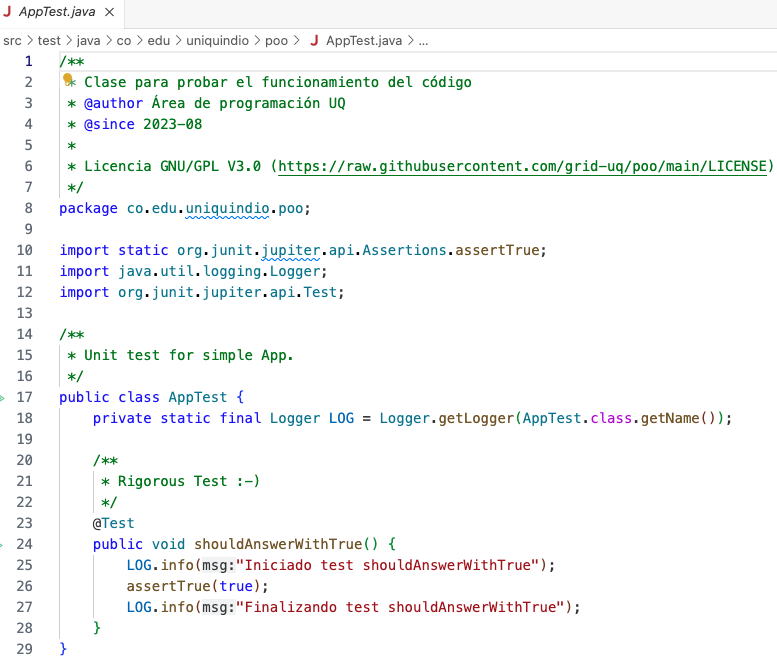 AppTest.java
src > test > java > co > edu > uniquindio > poo > AppTest.java > ...
1 /**
2 * Clase para probar el funcionamiento del código
3 * @author Área de programación UQ
4 * @since 2023-08
5 *
6 * Licencia GNU/GPL V3.0 (https://raw.githubusercontent.com/grid-uq/poo/main/LICENSE)
7 */
8 package co.edu.uniquindio.poo;
9
10 import static org.junit.jupiter.api.Assertions.assertTrue;
11 import java.util.logging.Logger;
12 import org.junit.jupiter.api.Test;
13
14 /**
15 * Unit test for simple App.
16 */
17 public class AppTest {
18 private static final Logger LOG = Logger.getLogger(AppTest.class.getName());
19
20 /**
21 * Rigorous Test :-)
22 */
23 @Test
24 public void shouldAnswerWithTrue() {
25 LOG.info(msg:"Iniciado test shouldAnswerWithTrue");
26 assertTrue(true);
27 LOG.info(msg:"Finalizando test shouldAnswerWithTrue");
28 }
29 }